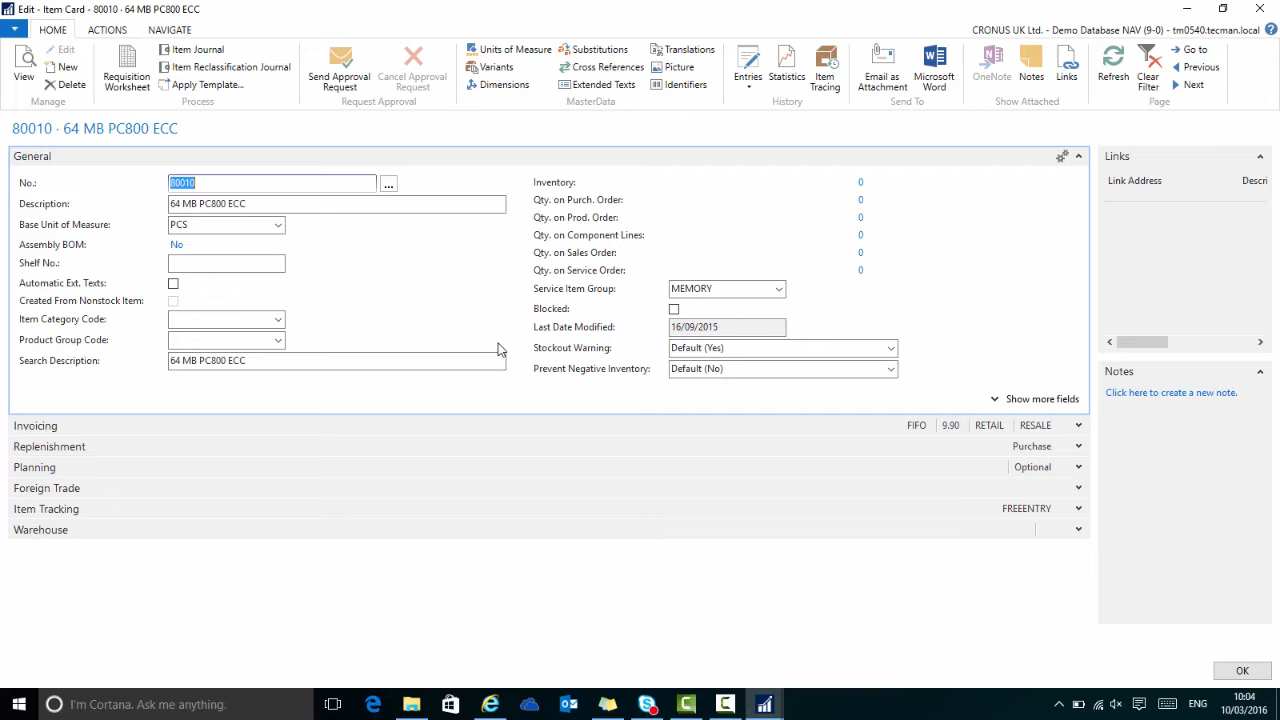 Edit - Item Card - 80010 · 64 MB PC800 ECC
HOME ACTIONS NAVIGATE CRONUS UK Ltd. - Demo Database NAV (9-0) - tm0540.tecman.local
View
Edit
New
Delete
Manage
Requisition Worksheet
Item Journal
Item Reclassification Journal
Apply Template...
Process
Send Approval Request
Cancel Approval Request
Request Approval
Units of Measure
Variants
Dimensions
Substitutions
Cross References
Extended Texts
Translations
Picture
Identifiers
MasterData
Entries
Statistics
Item Tracing
History
Email as Attachment
Microsoft Word
Send To
OneNote
Notes
Links
Show Attached
Refresh
Clear Filter
Go to
Previous
Next
Page
80010 · 64 MB PC800 ECC
General
No.: 80010 ...
Description: 64 MB PC800 ECC
Base Unit of Measure: PCS
Assembly BOM: No
Shelf No.:
Automatic Ext. Texts:
Created From Nonstock Item:
Item Category Code:
Product Group Code:
Search Description: 64 MB PC800 ECC
Inventory: 0
Qty. on Purch. Order: 0
Qty. on Prod. Order: 0
Qty. on Component Lines: 0
Qty. on Sales Order: 0
Qty. on Service Order: 0
Service Item Group: MEMORY
Blocked:
Last Date Modified: 16/09/2015
Stockout Warning: Default (Yes)
Prevent Negative Inventory: Default (No)
Show more fields
Invoicing FIFO 9.90 RETAIL RESALE
Replenishment Purchase
Planning Optional
Foreign Trade
Item Tracking FREEENTRY
Warehouse
Links
Link Address Descri
Notes
Click here to create a new note.
OK
I'm Cortana. Ask me anything.
ENG
10:04
10/03/2016